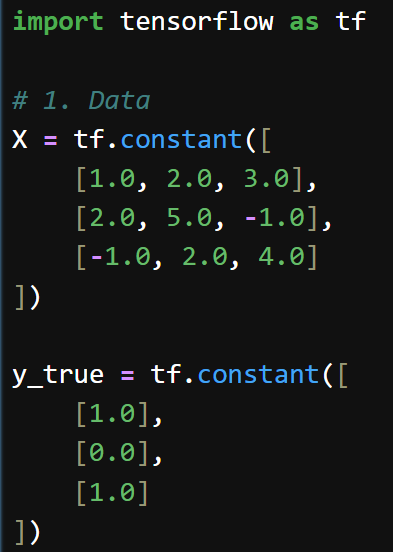 import tensorflow as tf
# 1. Data
X = tf.constant([
    [1.0, 2.0, 3.0],
    [2.0, 5.0, -1.0],
    [-1.0, 2.0, 4.0]
])
y_true = tf.constant([
    [1.0],
    [0.0],
    [1.0]
])